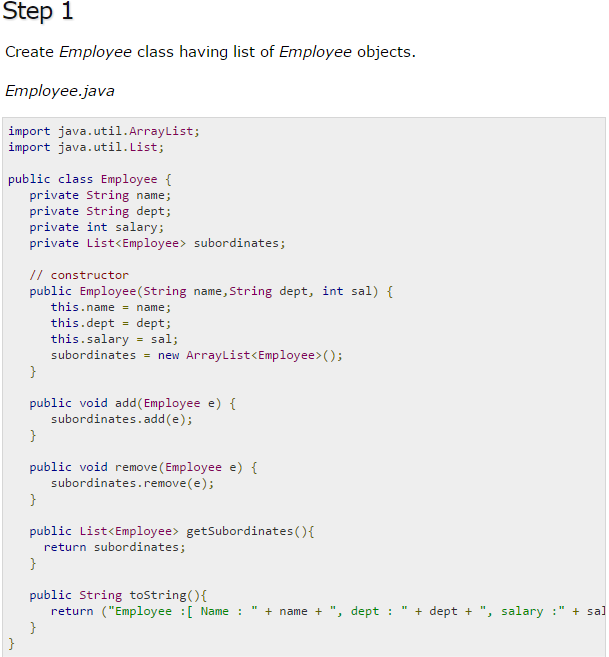 Step 1
Create Employee class having list of Employee objects.
Employee.java
import java.util.ArrayList;
import java.util.List;
public class Employee {
private String name;
private String dept;
private int salary;
private List<Employee> subordinates;
// constructor
public Employee(String name,String dept, int sal) {
this.name = name;
this.dept = dept;
this.salary = sal;
subordinates = new ArrayList<Employee>();
}
public void add(Employee e) {
subordinates.add(e);
}
public void remove(Employee e) {
subordinates.remove(e);
}
public List<Employee> getSubordinates(){
return subordinates;
}
public String toString(){
return ("Employee :[ Name : " + name + ", dept : " + dept + ", salary :" + sal
}
}